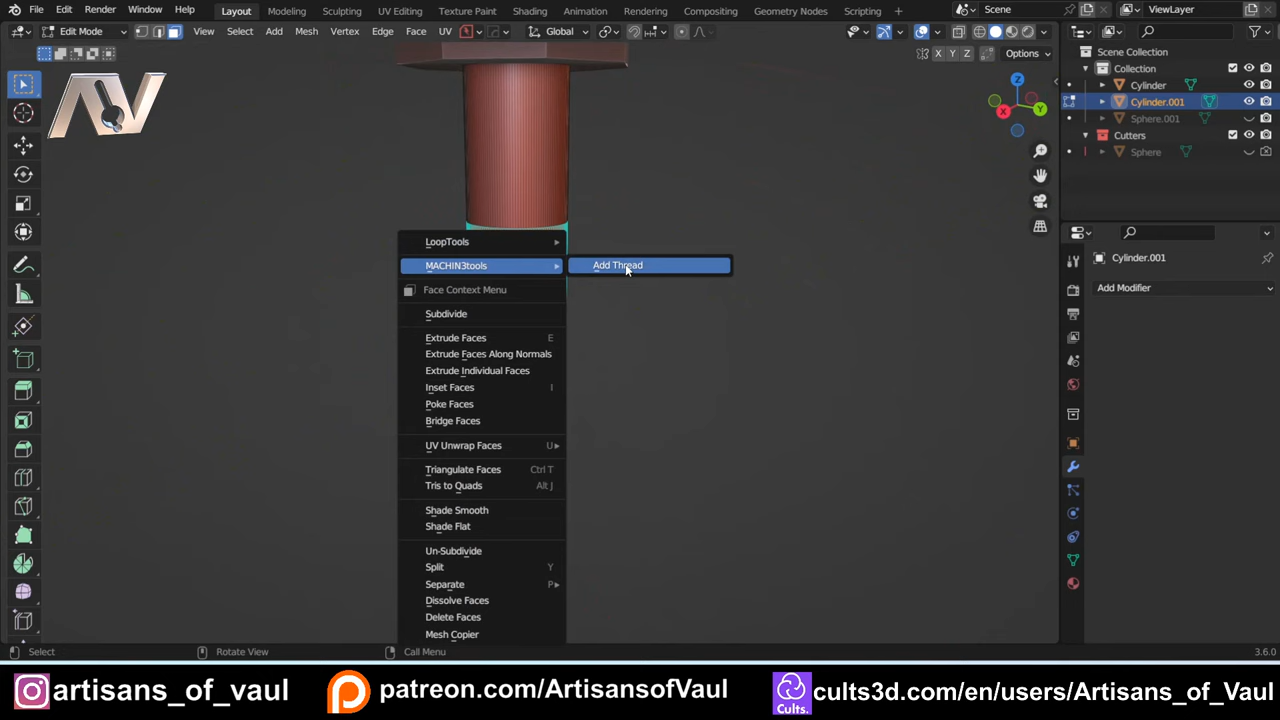 File Edit Render Window Help Layout Modeling Sculpting UV Editing Texture Paint Shading Animation Rendering Compositing Geometry Nodes Scripting + Scene ViewLayer
Edit Mode View Select Add Mesh Vertex Edge Face UV Global
X Y Z Options
AV
Z
X
Y
Scene Collection
Collection
Cylinder
Cylinder.001
Sphere.001
Cutters
Sphere
Cylinder.001
Add Modifier
LoopTools
MACHIN3tools
Add Thread
Face Context Menu
Subdivide
Extrude Faces E
Extrude Faces Along Normals
Extrude Individual Faces
Inset Faces I
Poke Faces
Bridge Faces
UV Unwrap Faces U
Triangulate Faces Ctrl T
Tris to Quads Alt J
Shade Smooth
Shade Flat
Un-Subdivide
Split Y
Separate P
Dissolve Faces
Delete Faces
Mesh Copier
Select Rotate View Call Menu 3.6.0
artisans_of_vaul patreon.com/ArtisansofVaul Cults. cults3d.com/en/users/Artisans_of_Vaul